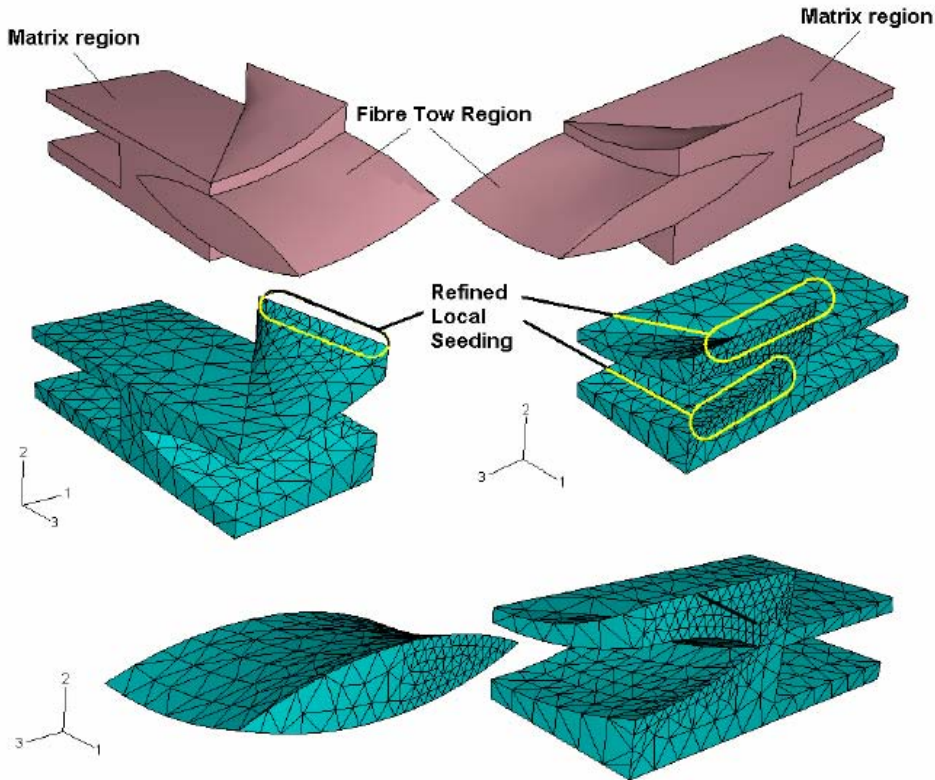 Matrix region
Matrix region
Fibre Tow Region
Refined
Local
Seeding
2
1
3
2
3
1
2
3
1